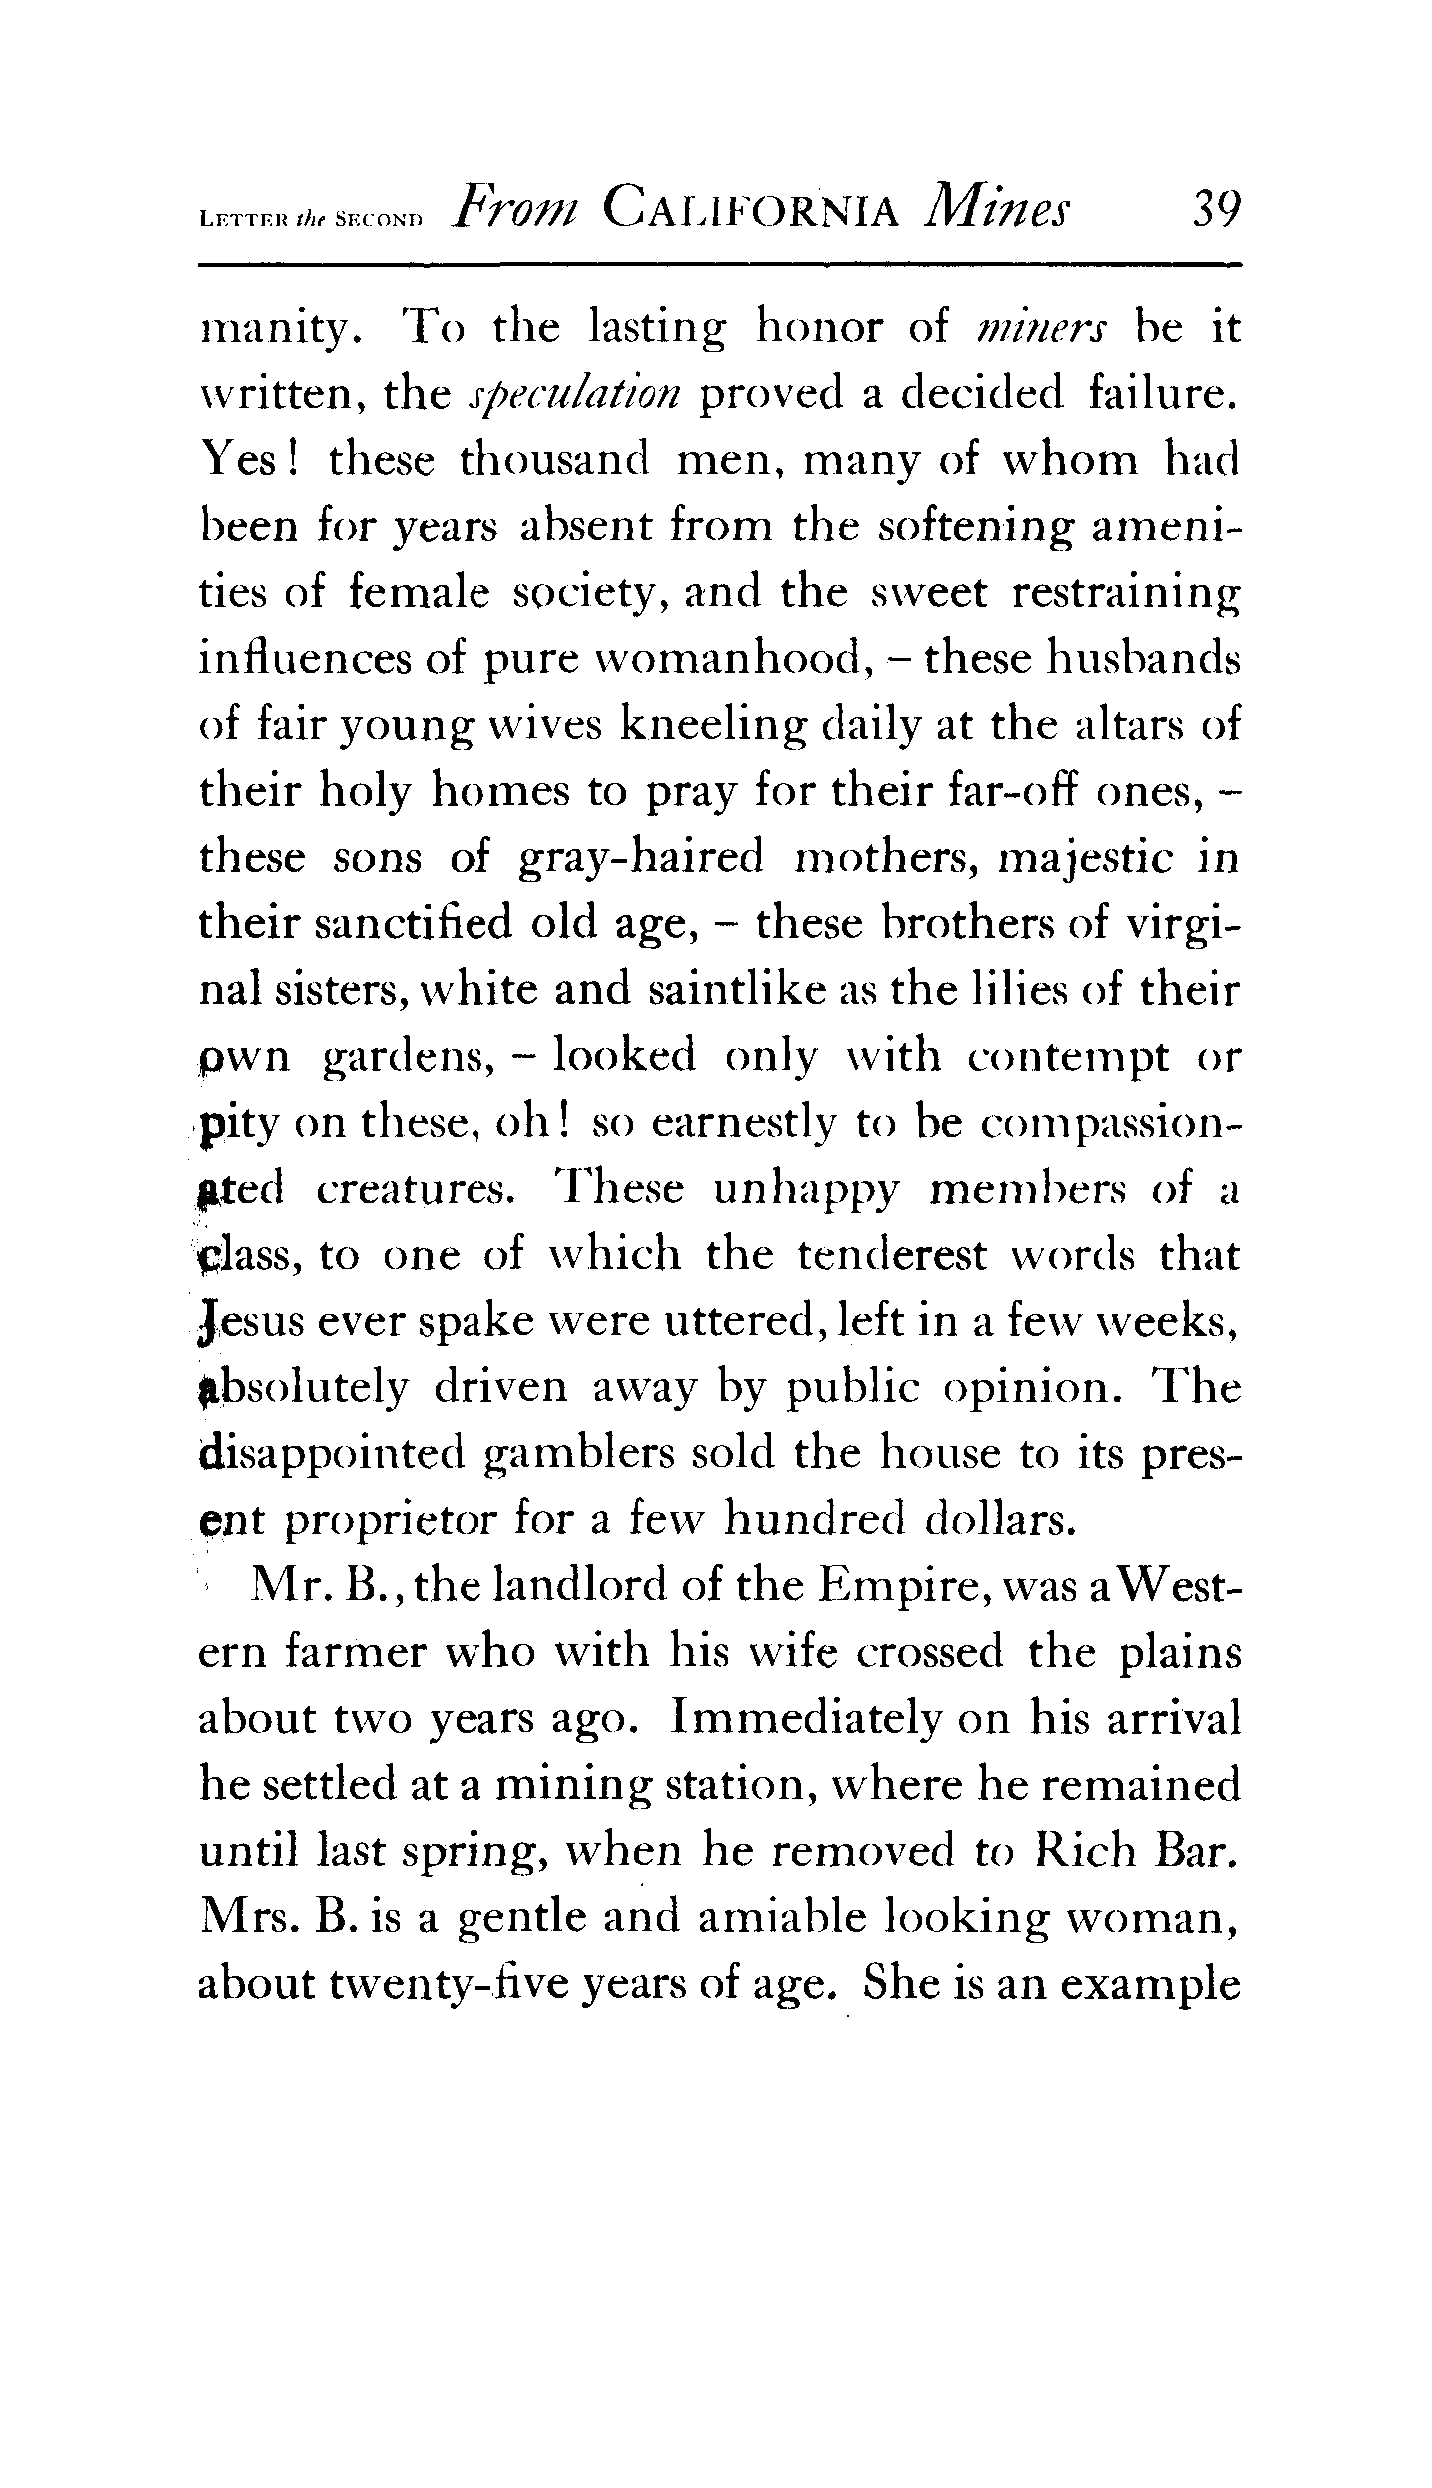 LETTER the SECOND From CALIFORNIA Mines 39
manity. To the lasting honor of miners be it
written, the speculation proved a decided failure.
Yes! these thousand men, many of whom had
been for years absent from the softening ameni-
ties of female society, and the sweet restraining
influences of pure womanhood, – these husbands
of fair young wives kneeling daily at the altars of
their holy homes to pray for their far-off ones, –
these sons of gray-haired mothers, majestic in
their sanctified old age, – these brothers of virgi-
nal sisters, white and saintlike as the lilies of their
own gardens, – looked only with contempt or
pity on these, oh! so earnestly to be compassion-
ated creatures. These unhappy members of a
class, to one of which the tenderest words that
Jesus ever spake were uttered, left in a few weeks,
absolutely driven away by public opinion. The
disappointed gamblers sold the house to its pres-
ent proprietor for a few hundred dollars.
Mr. B., the landlord of the Empire, was a West-
ern farmer who with his wife crossed the plains
about two years ago. Immediately on his arrival
he settled at a mining station, where he remained
until last spring, when he removed to Rich Bar.
Mrs. B. is a gentle and amiable looking woman,
about twenty-five years of age. She is an example